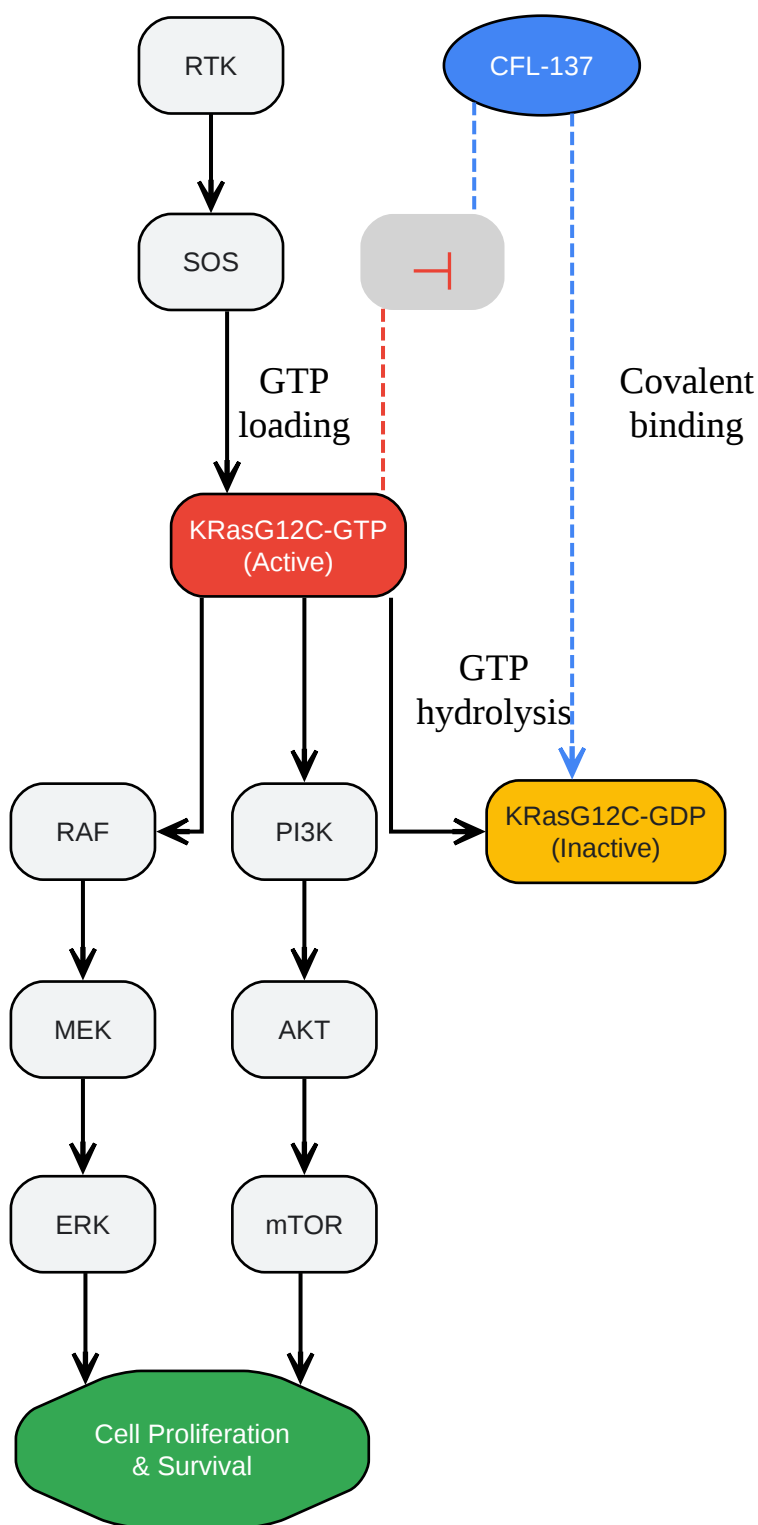 RTK
CFL-137
SOS
GTP
loading
Covalent
binding
KRasG12C-GTP
(Active)
GTP
hydrolysis
RAF
PI3K
KRasG12C-GDP
(Inactive)
MEK
AKT
ERK
mTOR
Cell Proliferation
& Survival